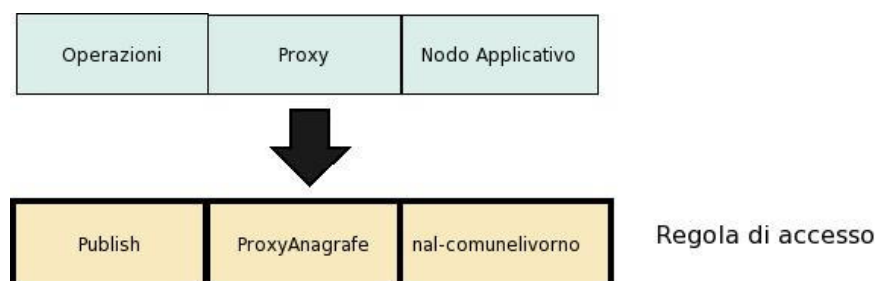 Operazioni Proxy Nodo Applicativo
Publish ProxyAnagrafe nal-comunelivorno Regola di accesso